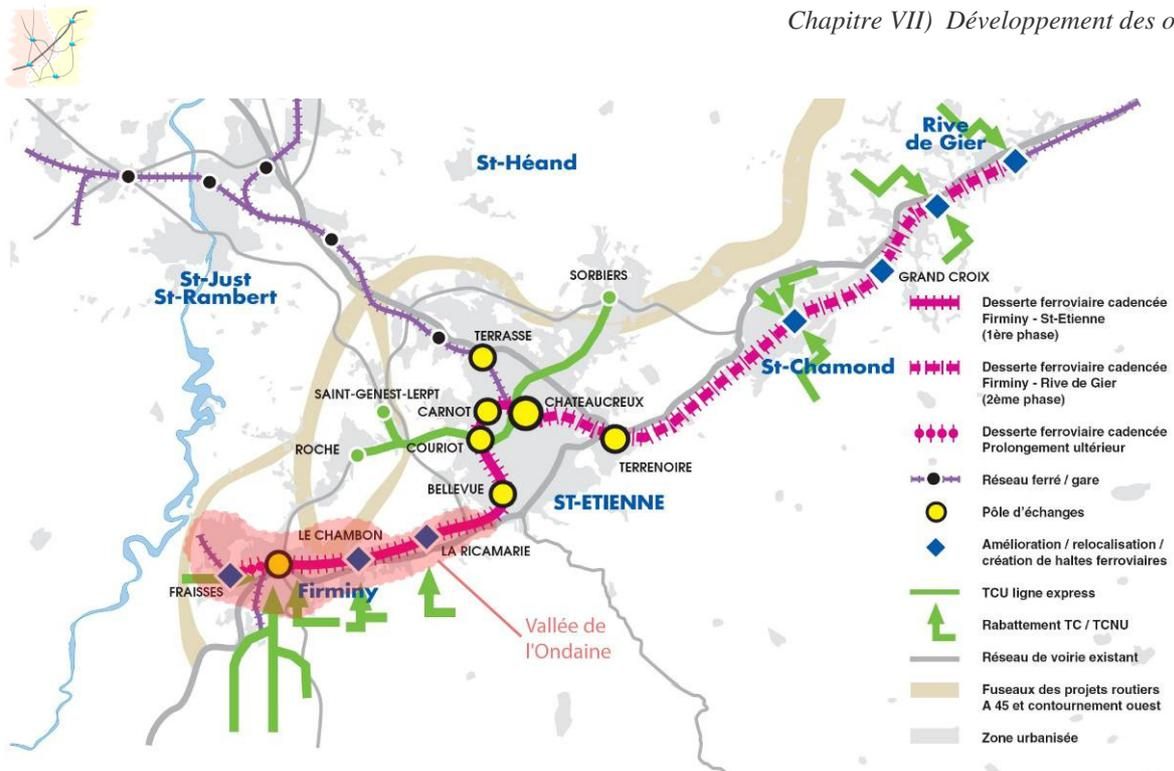 Chapitre VII) Développement des o
Rive
de Gier
St-Héand
St-Just
St-Rambert
SORBIERS
GRAND CROIX
TERRASSE
St-Chamond
SAINT-GENEST-LERPT
CARNOT
CHATEAUCREUX
ROCHE
COURIOT
TERRENOIRE
BELLEVUE
ST-ETIENNE
LE CHAMBON
LA RICAMARIE
FRAISSES
Firminy
Vallée de
l'Ondaine
Desserte ferroviaire cadencée
Firminy - St-Etienne
(1ère phase)
Desserte ferroviaire cadencée
Firminy - Rive de Gier
(2ème phase)
Desserte ferroviaire cadencée
Prolongement ultérieur
Réseau ferré / gare
Pôle d'échanges
Amélioration / relocalisation /
création de haltes ferroviaires
TCU ligne express
Rabattement TC / TCNU
Réseau de voirie existant
Fuseaux des projets routiers
A 45 et contournement ouest
Zone urbanisée